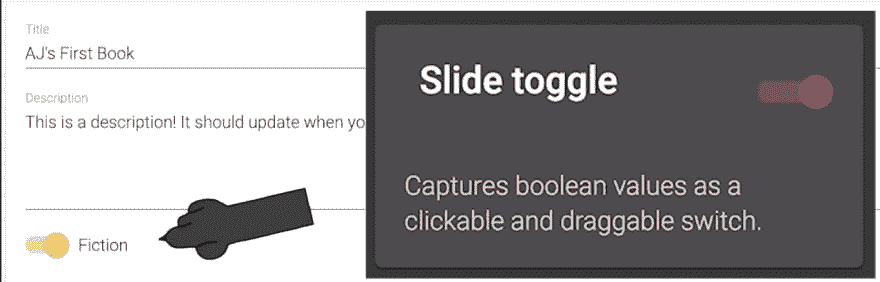 Title
AJ's First Book
Description
This is a description! It should update when yo
Fiction
Slide toggle
Captures boolean values as a
clickable and draggable switch.